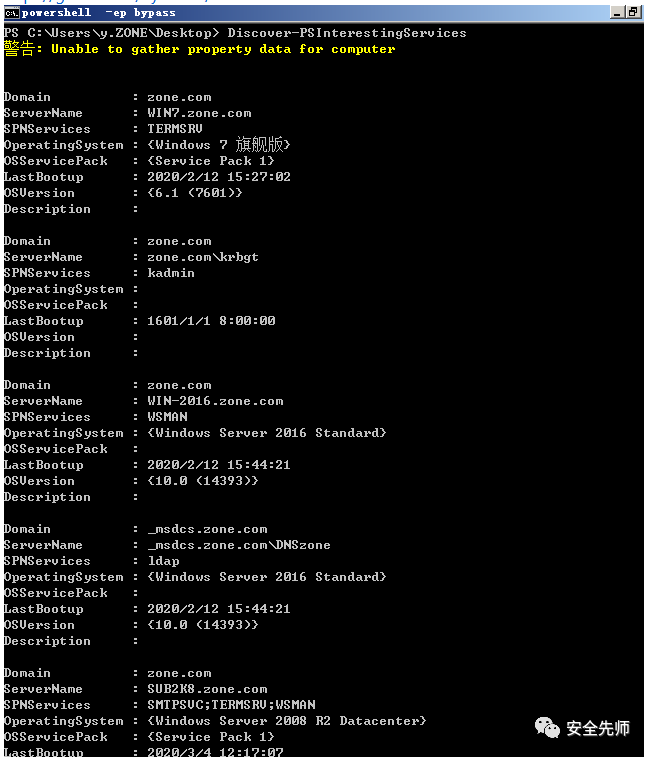 powershell -ep bypass
PS C:\Users\y.ZONE\Desktop> Discover-PSInterestingServices
警告: Unable to gather property data for computer
Domain : zone.com
ServerName : WIN7.zone.com
SPNServices : TERMSRV
OperatingSystem : {Windows 7 旗舰版}
OSServicePack : {Service Pack 1}
LastBootup : 2020/2/12 15:27:02
OSVersion : {6.1 (7601)}
Description :
Domain : zone.com
ServerName : zone.com\krbgt
SPNServices : kadmin
OperatingSystem :
OSServicePack :
LastBootup : 1601/1/1 8:00:00
OSVersion :
Description :
Domain : zone.com
ServerName : WIN-2016.zone.com
SPNServices : WSMAN
OperatingSystem : {Windows Server 2016 Standard}
OSServicePack :
LastBootup : 2020/2/12 15:44:21
OSVersion : {10.0 (14393)}
Description :
Domain : _msdcs.zone.com
ServerName : _msdcs.zone.com\DNSzone
SPNServices : ldap
OperatingSystem : {Windows Server 2016 Standard}
OSServicePack :
LastBootup : 2020/2/12 15:44:21
OSVersion : {10.0 (14393)}
Description :
Domain : zone.com
ServerName : SUB2K8.zone.com
SPNServices : SMTPSVC;TERMSRV;WSMAN
OperatingSystem : {Windows Server 2008 R2 Datacenter}
OSServicePack : {Service Pack 1}
LastBootup : 2020/3/4 12:17:07
安全先师